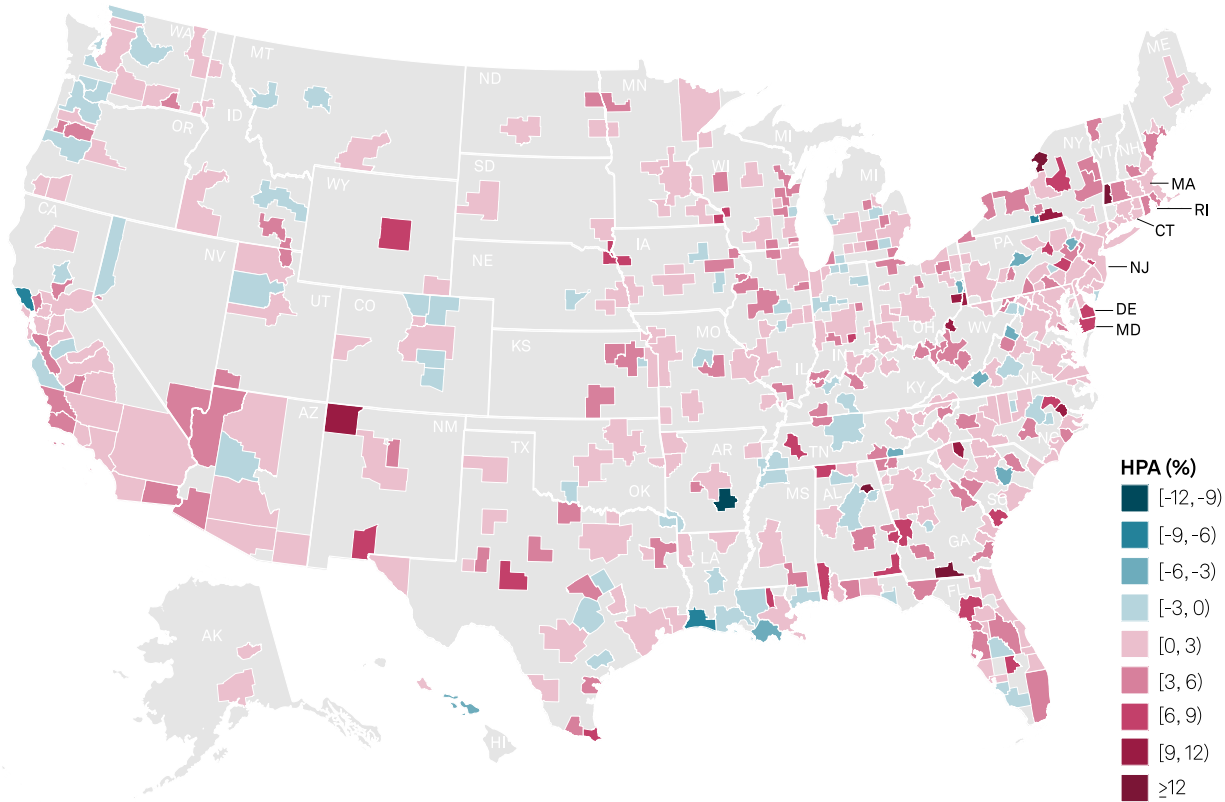 WA
MT
ND
MN
ME
OR
ID
SD
WI
MI
MI
NY
VT
NH
MA
RI
CT
WY
CA
NV
NE
IA
PA
NJ
UT
CO
DE
MD
KS
MO
IL
IN
OH
WV
KY
VA
AZ
NM
TX
OK
AR
TN
NC
MS
AL
SC
GA
LA
FL
AK
HI
HPA (%)
[-12, -9)
[-9, -6)
[-6, -3)
[-3, 0)
[0, 3)
[3, 6)
[6, 9)
[9, 12)
≥12